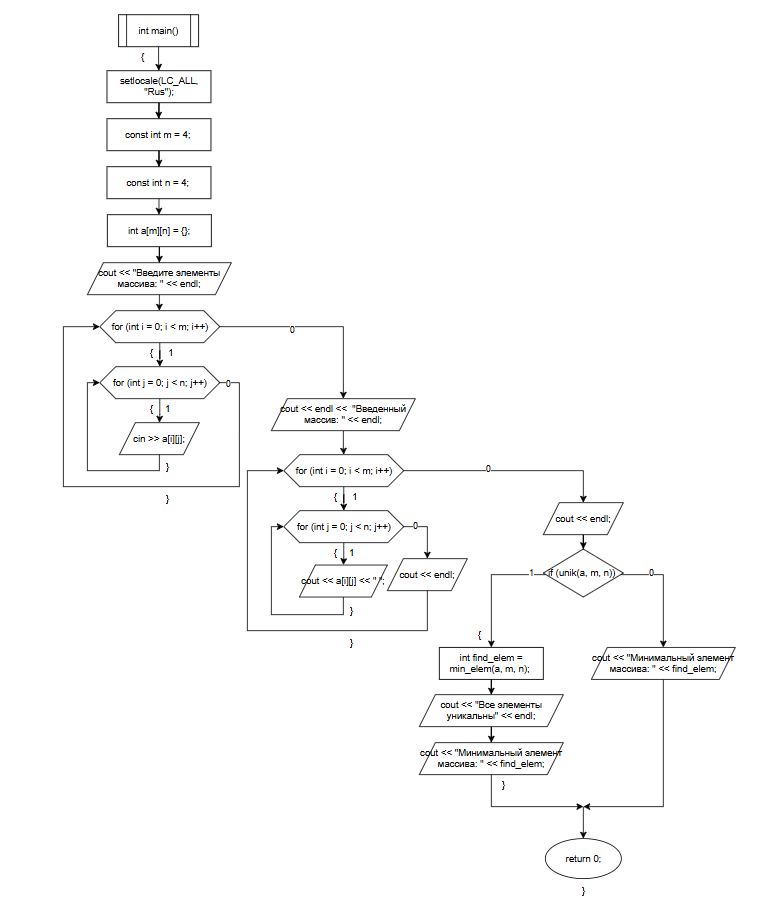 int main()
{
setlocale(LC_ALL,
"Rus");
const int m = 4;
const int n = 4;
int a[m][n] = {};
cout << "Введите элементы
массива: " << endl;
for (int i = 0; i < m; i++)
0
{
1
for (int j = 0; j < n; j++)
0
{
1
cin >> a[i][j];
}
}
cout << endl << "Введенный
массив: " << endl;
for (int i = 0; i < m; i++)
0
{
1
for (int j = 0; j < n; j++)
0
{
1
cout << a[i][j] << " ";
cout << endl;
}
}
cout << endl;
if (unik(a, m, n))
1
0
{
int find_elem =
min_elem(a, m, n);
cout << "Все элементы
уникальны" << endl;
cout << "Минимальный элемент
массива: " << find_elem;
}
cout << "Минимальный элемент
массива: " << find_elem;
return 0;
}